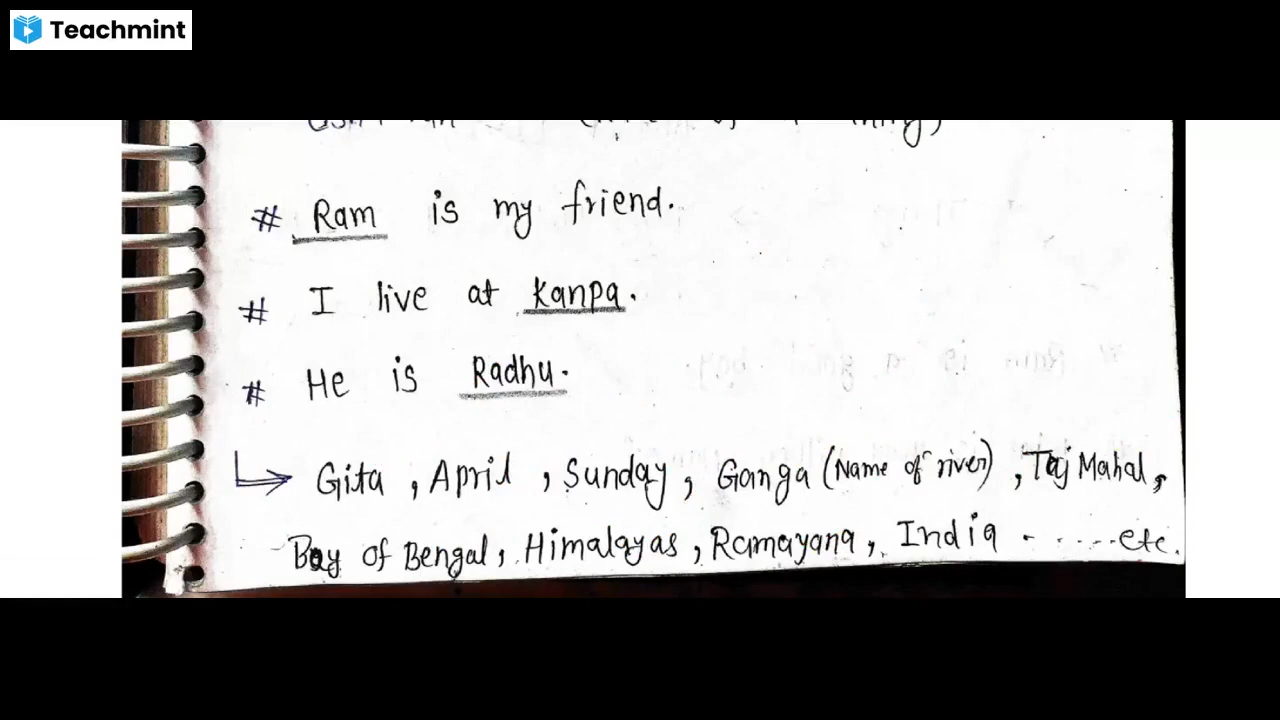 Teachmint
# Ram is my friend.
# I live at Kanpa.
# He is Radhu.
Gita , April , Sunday , Ganga (Name of river) , Taj Mahal ,
Bay of Bengal , Himalayas , Ramayana , India . . . . . etc.